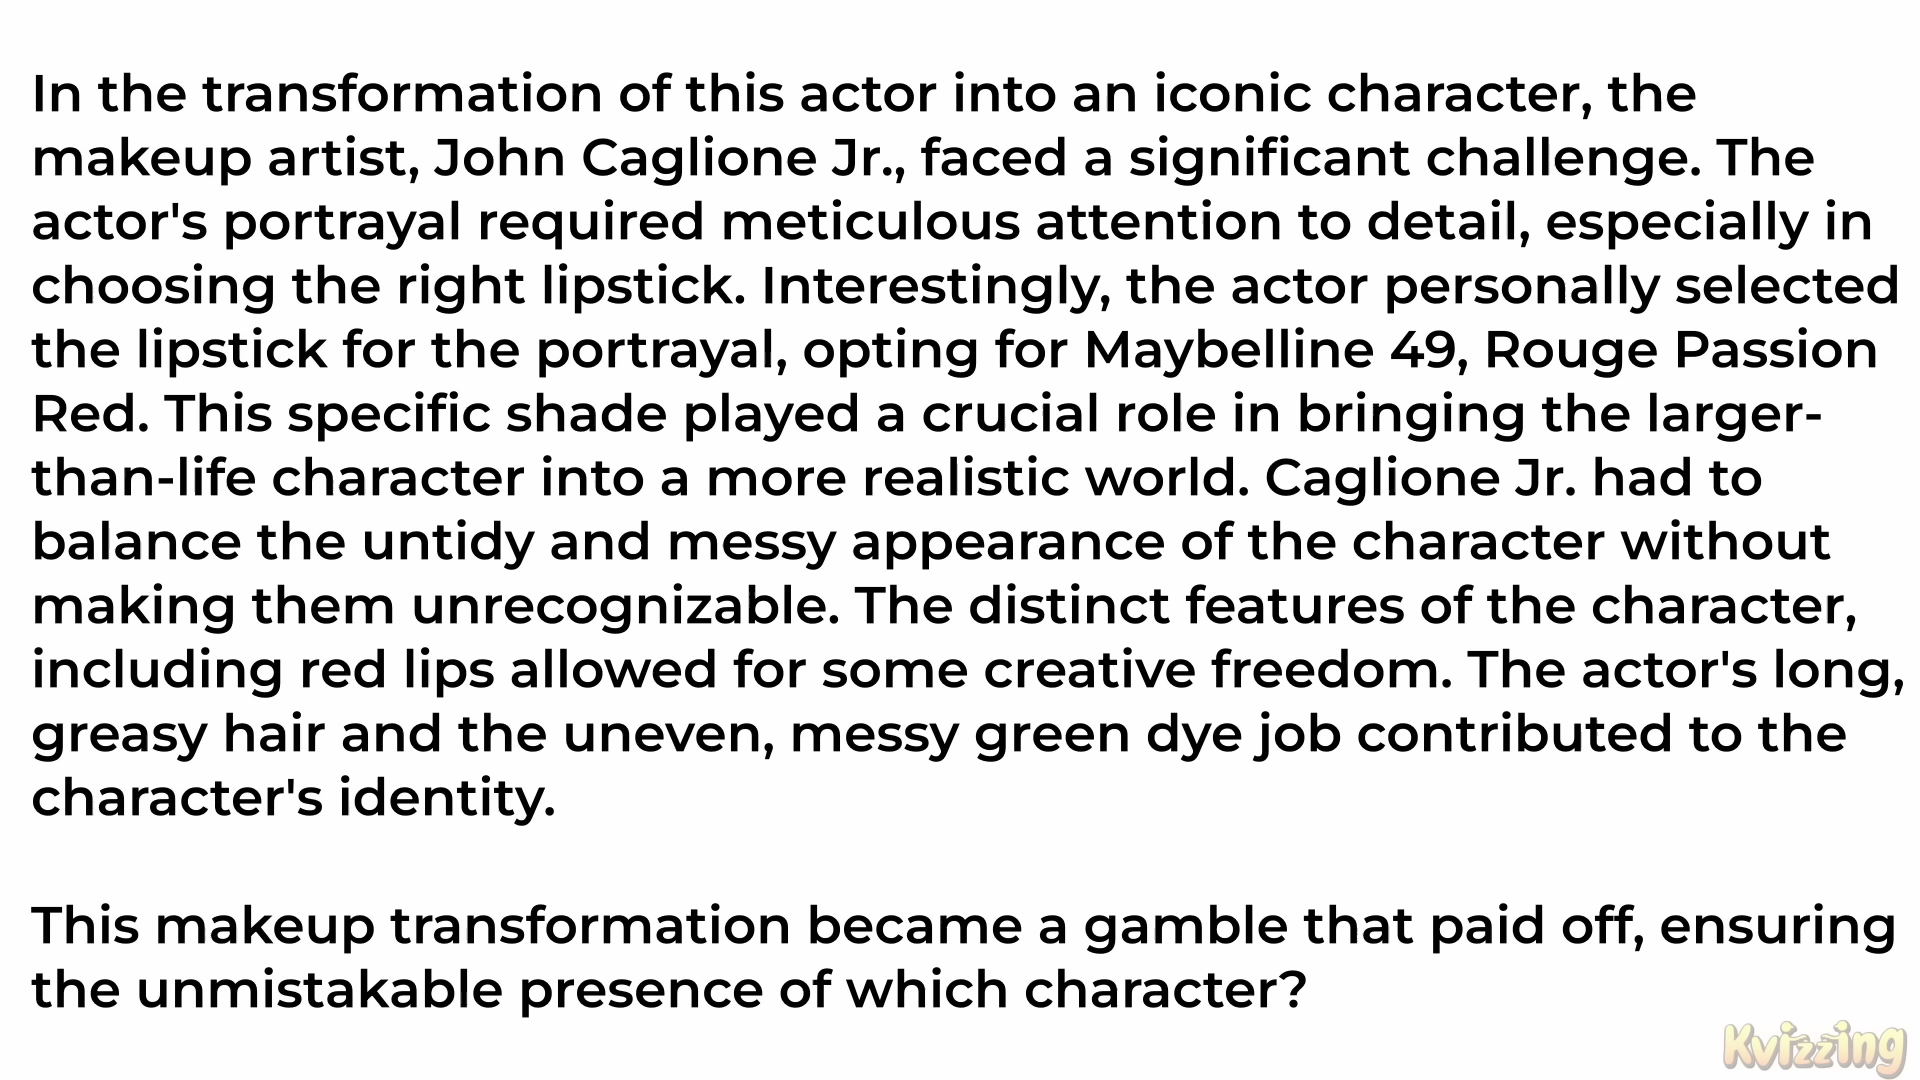 In the transformation of this actor into an iconic character, the
makeup artist, John Caglione Jr., faced a significant challenge. The
actor's portrayal required meticulous attention to detail, especially in
choosing the right lipstick. Interestingly, the actor personally selected
the lipstick for the portrayal, opting for Maybelline 49, Rouge Passion
Red. This specific shade played a crucial role in bringing the larger-
than-life character into a more realistic world. Caglione Jr. had to
balance the untidy and messy appearance of the character without
making them unrecognizable. The distinct features of the character,
including red lips allowed for some creative freedom. The actor's long,
greasy hair and the uneven, messy green dye job contributed to the
character's identity.
This makeup transformation became a gamble that paid off, ensuring
the unmistakable presence of which character?
Kvizzing